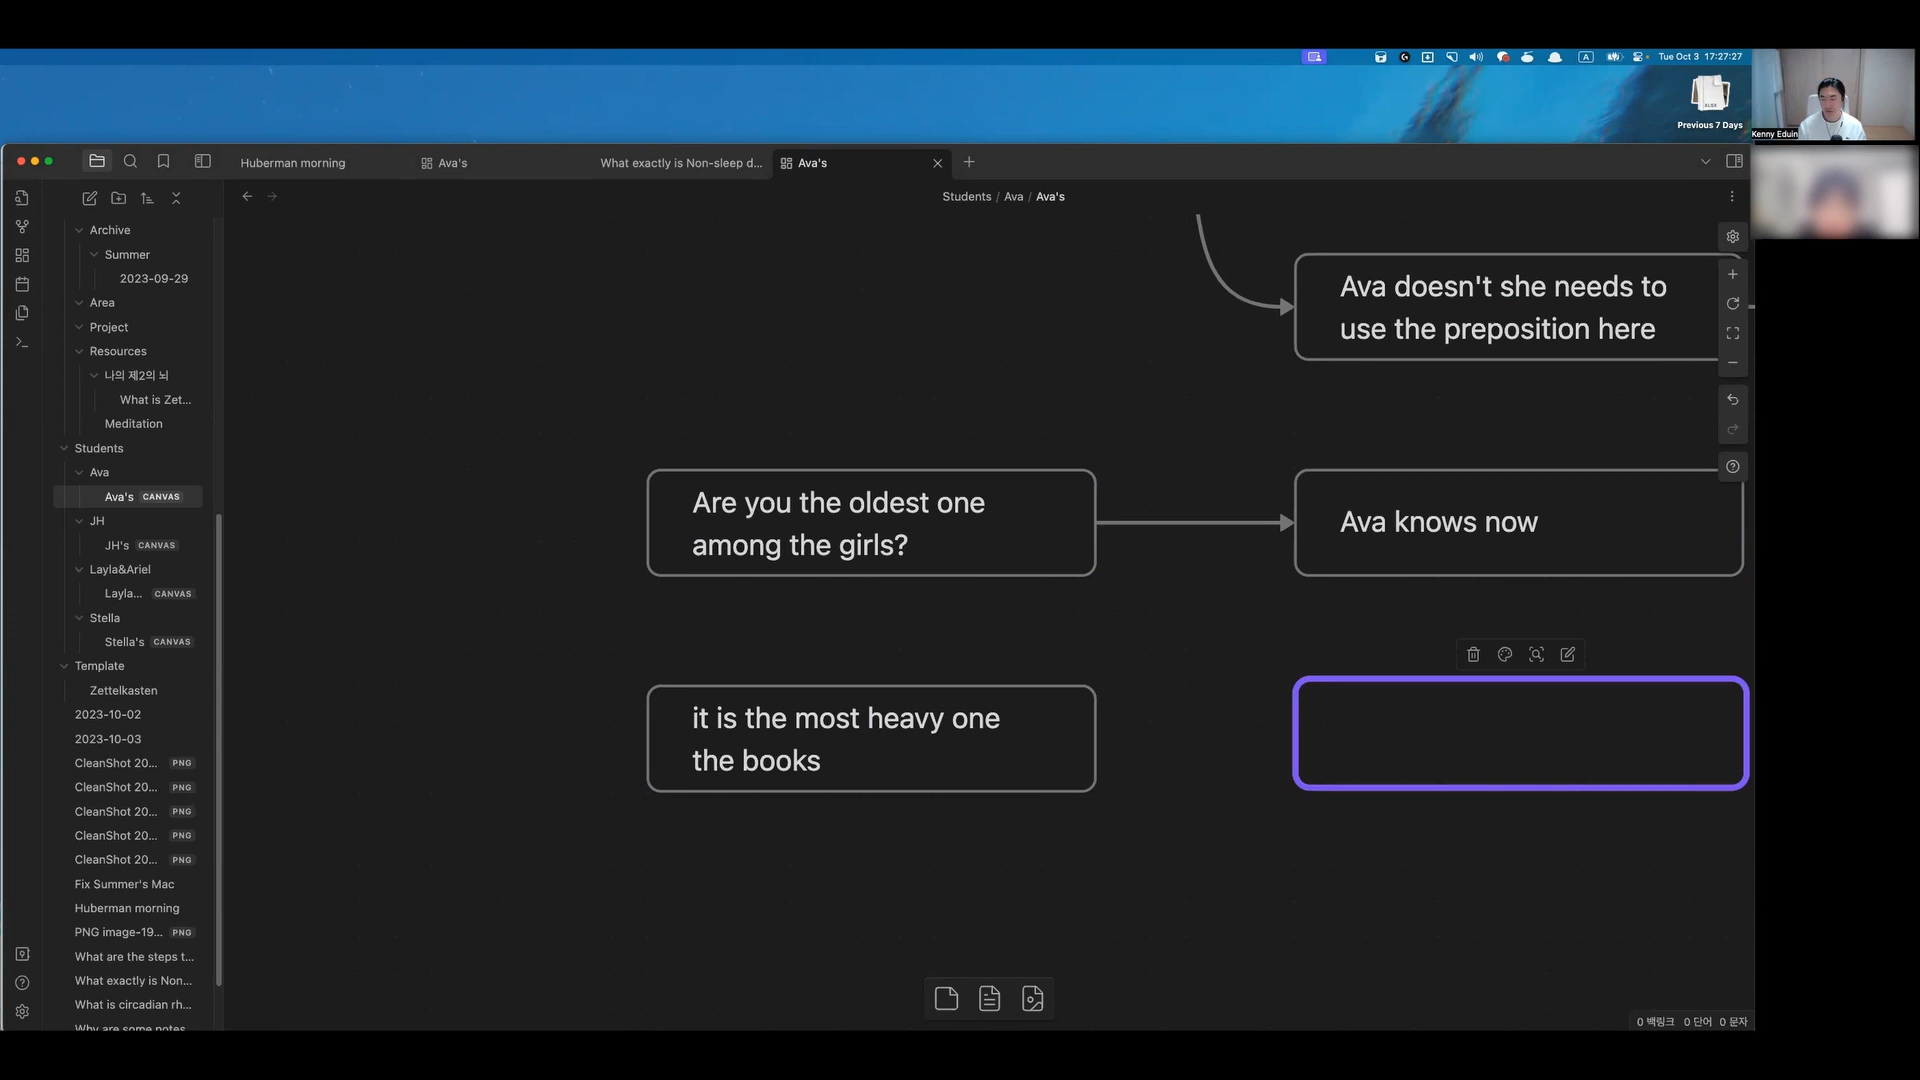 Tue Oct 3 17:27:27
XLSX
Previous 7 Days
Kenny Eduin
Huberman morning
Ava's
What exactly is Non-sleep d...
Ava's
Students / Ava / Ava's
Archive
Summer
2023-09-29
Area
Project
Resources
나의 제2의 뇌
What is Zet...
Meditation
Students
Ava
Ava's CANVAS
JH
JH's CANVAS
Layla&Ariel
Layla... CANVAS
Stella
Stella's CANVAS
Template
Zettelkasten
2023-10-02
2023-10-03
CleanShot 20... PNG
CleanShot 20... PNG
CleanShot 20... PNG
CleanShot 20... PNG
CleanShot 20... PNG
Fix Summer's Mac
Huberman morning
PNG image-19... PNG
What are the steps t...
What exactly is Non...
What is circadian rh...
Why are some notes
Ava doesn't she needs to
use the preposition here
Are you the oldest one
among the girls?
Ava knows now
it is the most heavy one
the books
0 백링크 0 단어 0 문자